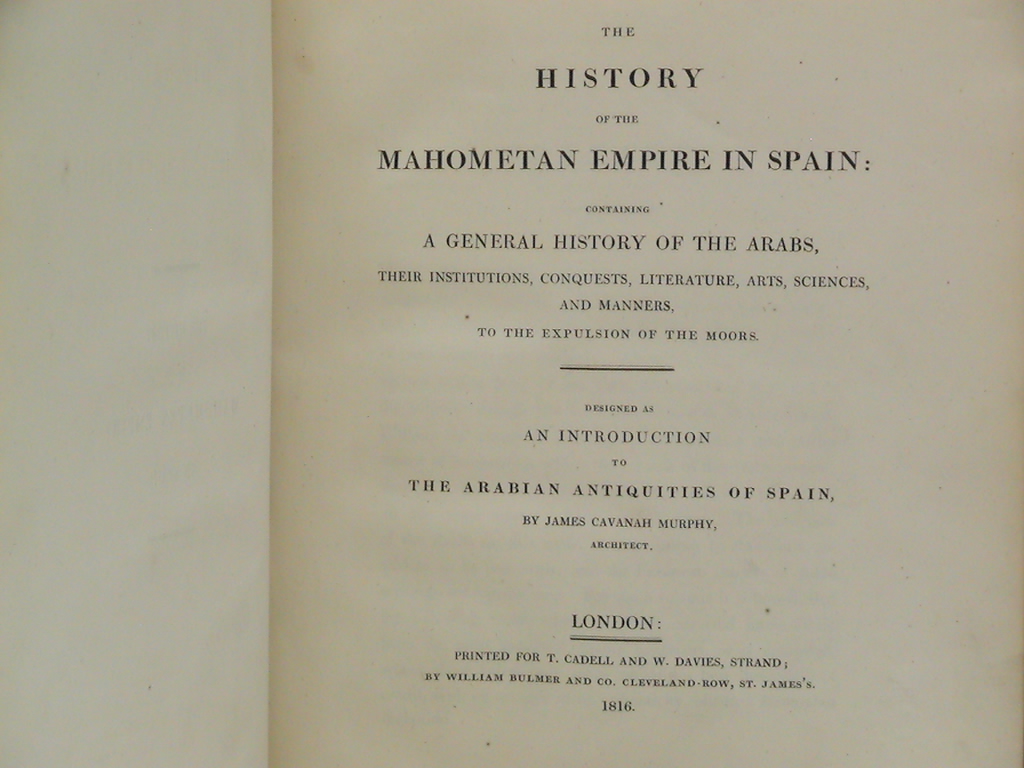 THE
HISTORY
OF THE
MAHOMETAN EMPIRE IN SPAIN:
CONTAINING
A GENERAL HISTORY OF THE ARABS,
THEIR INSTITUTIONS, CONQUESTS, LITERATURE, ARTS, SCIENCES,
AND MANNERS,
TO THE EXPULSION OF THE MOORS.
DESIGNED AS
AN INTRODUCTION
TO
THE ARABIAN ANTIQUITIES OF SPAIN,
BY JAMES CAVANAH MURPHY,
ARCHITECT.
LONDON:
PRINTED FOR T. CADELL AND W. DAVIES, STRAND;
BY WILLIAM BULMER AND CO. CLEVELAND-ROW, ST. JAMES'S.
1816.